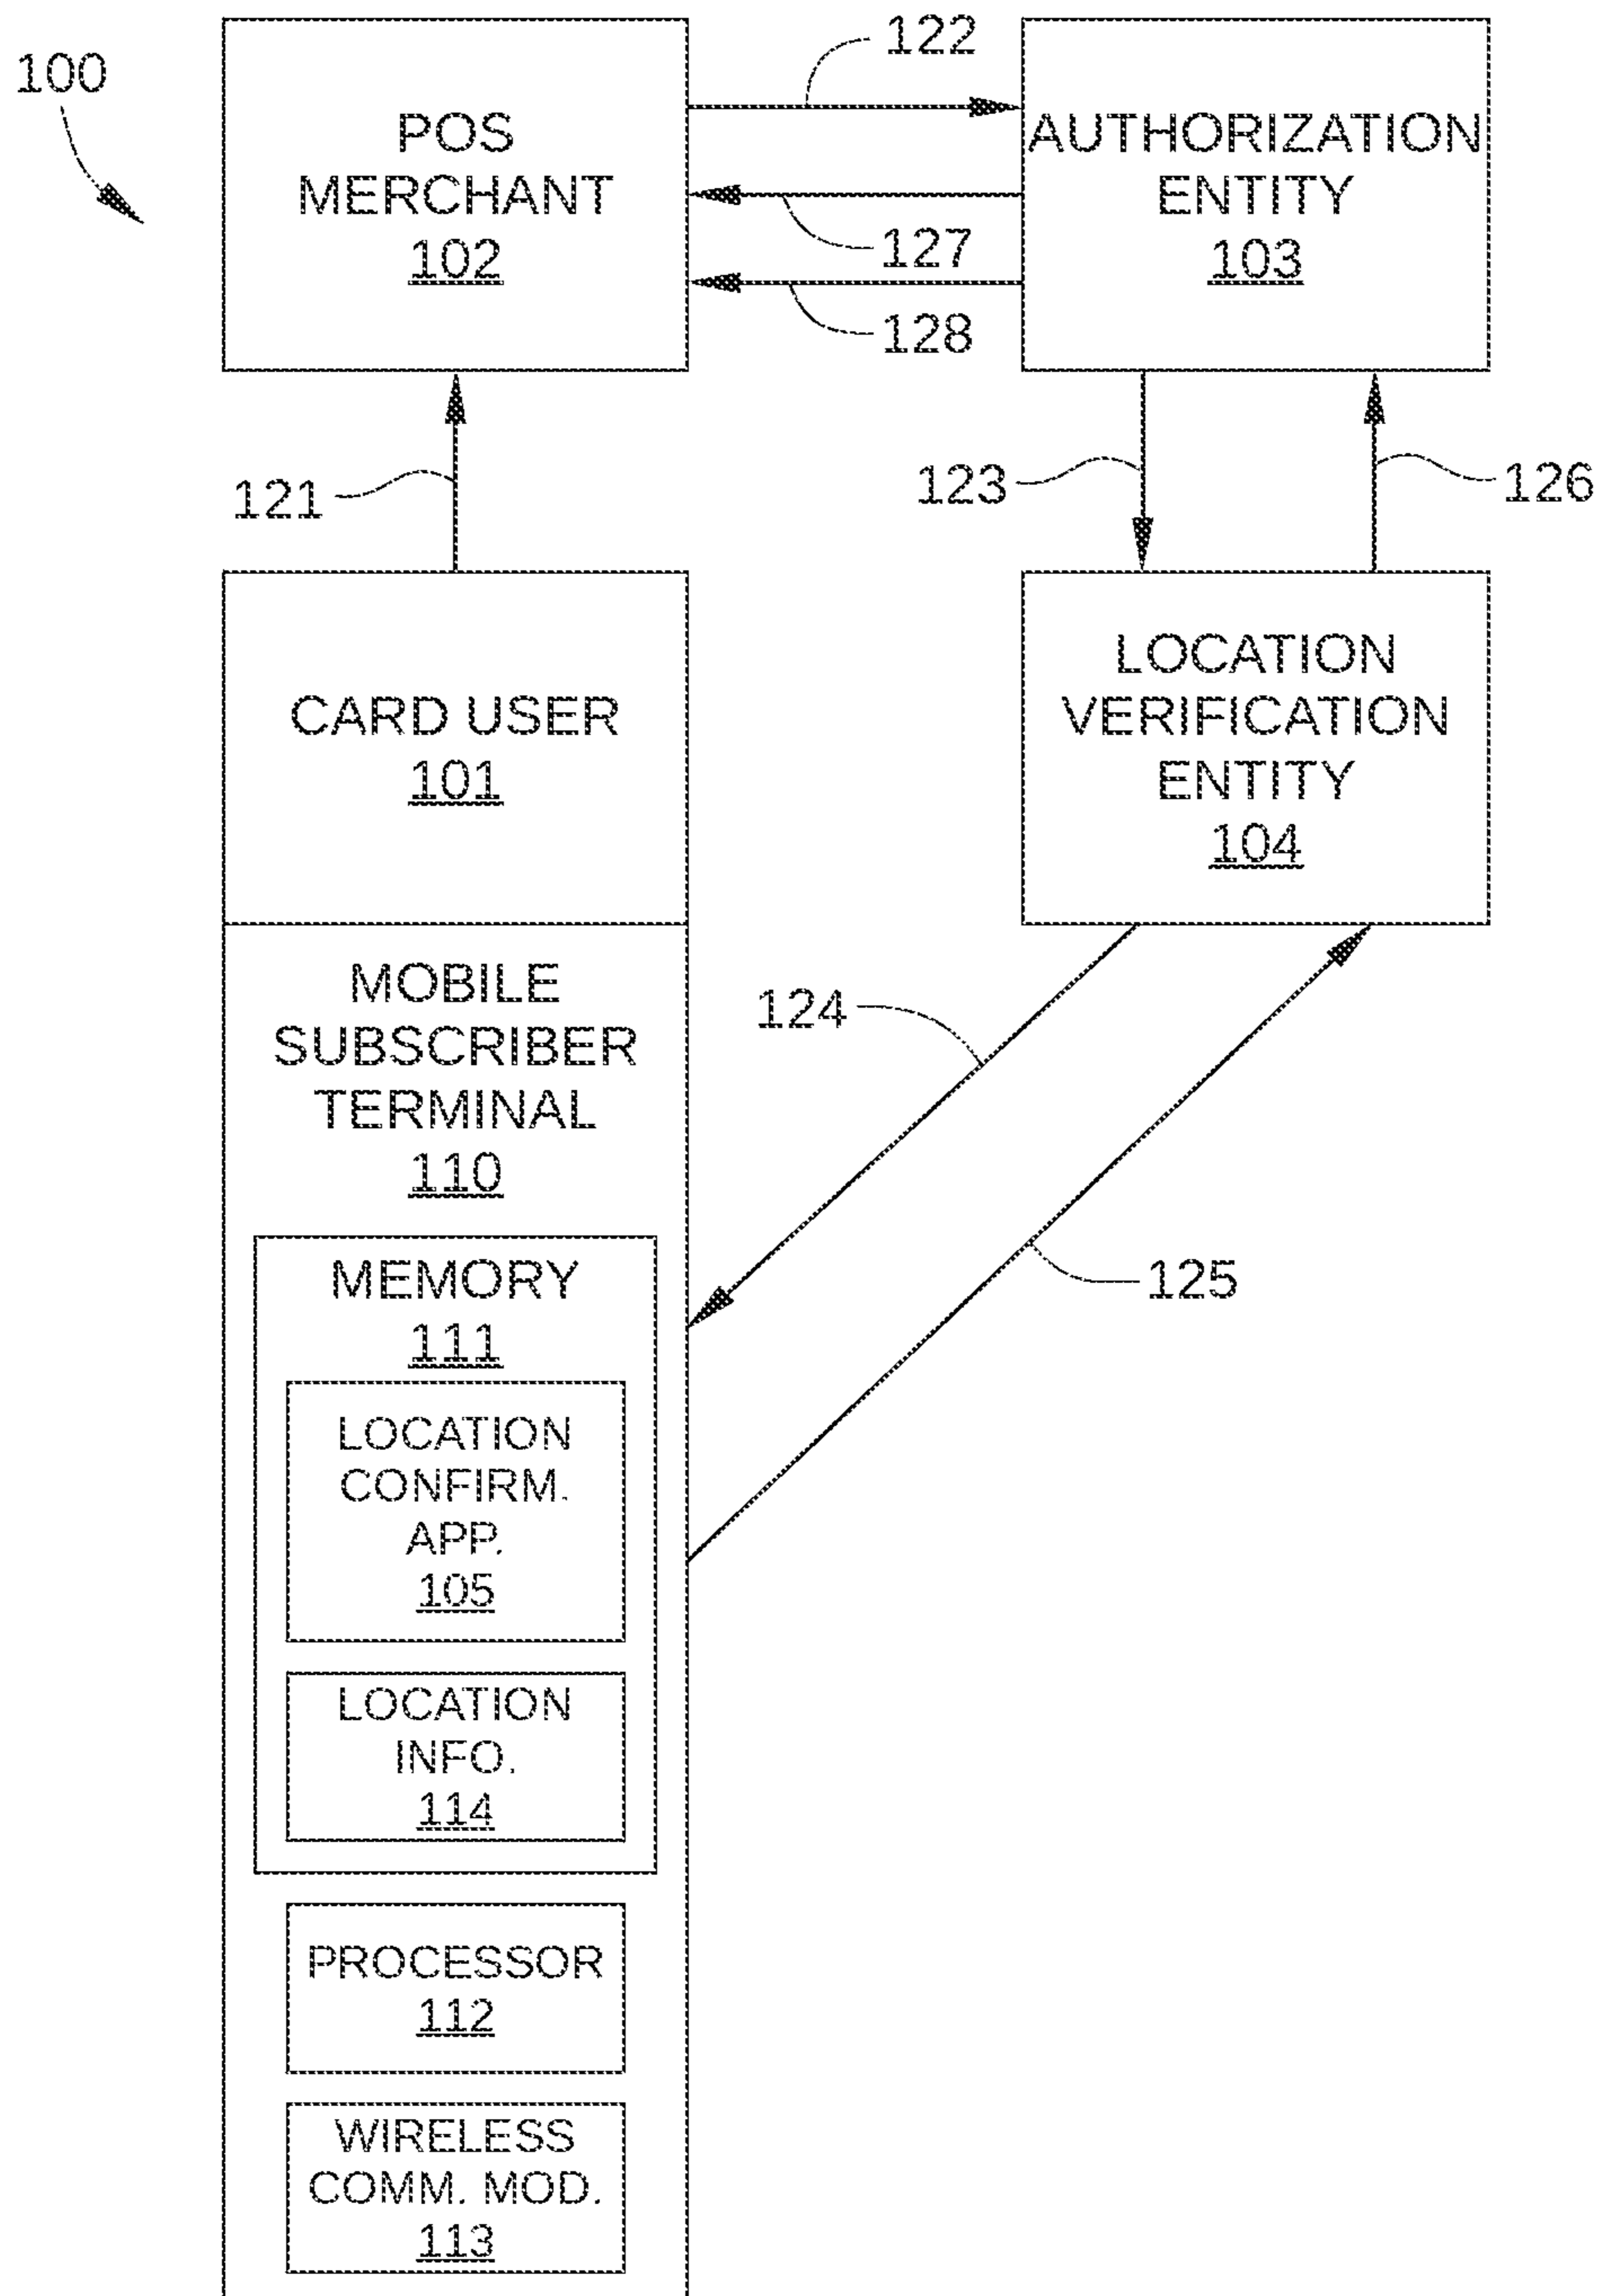 100
POS
MERCHANT
102
122
127
128
AUTHORIZATION
ENTITY
103
121
123
126
CARD USER
101
LOCATION
VERIFICATION
ENTITY
104
MOBILE
SUBSCRIBER
TERMINAL
110
124
125
MEMORY
111
LOCATION
CONFIRM.
APP.
105
LOCATION
INFO.
114
PROCESSOR
112
WIRELESS
COMM. MOD.
113